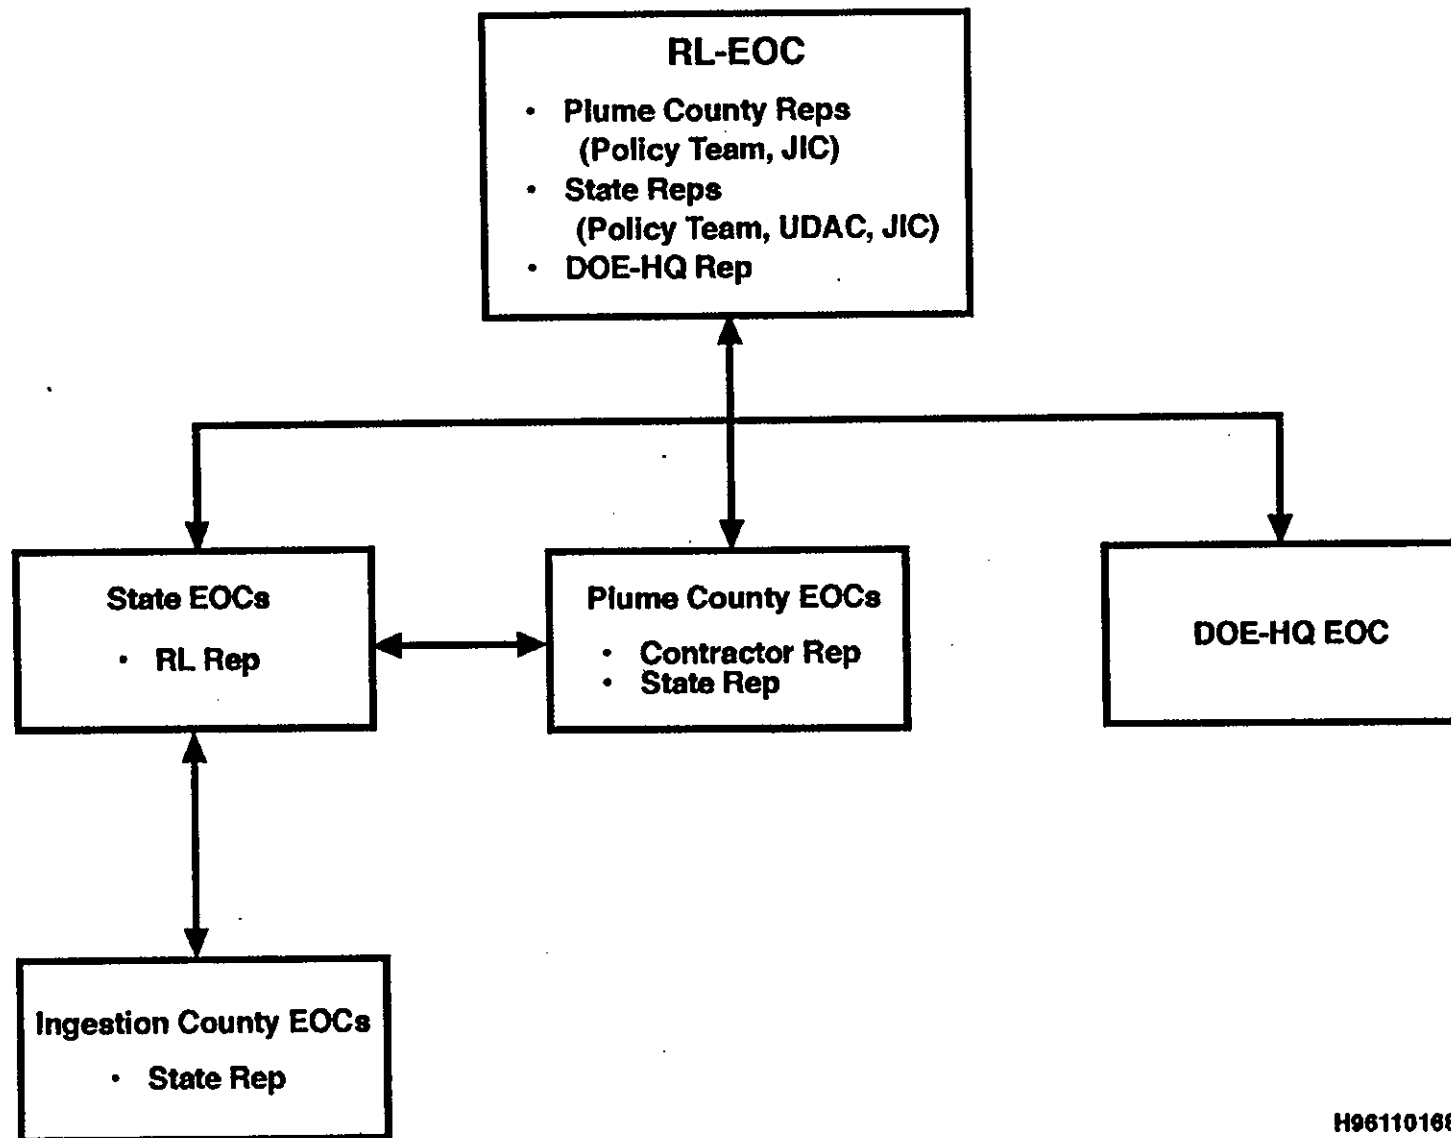 RL-EOC
• Plume County Reps
(Policy Team, JIC)
• State Reps
(Policy Team, UDAC, JIC)
• DOE-HQ Rep
State EOCs
• RL Rep
Plume County EOCs
• Contractor Rep
• State Rep
DOE-HQ EOC
Ingestion County EOCs
• State Rep